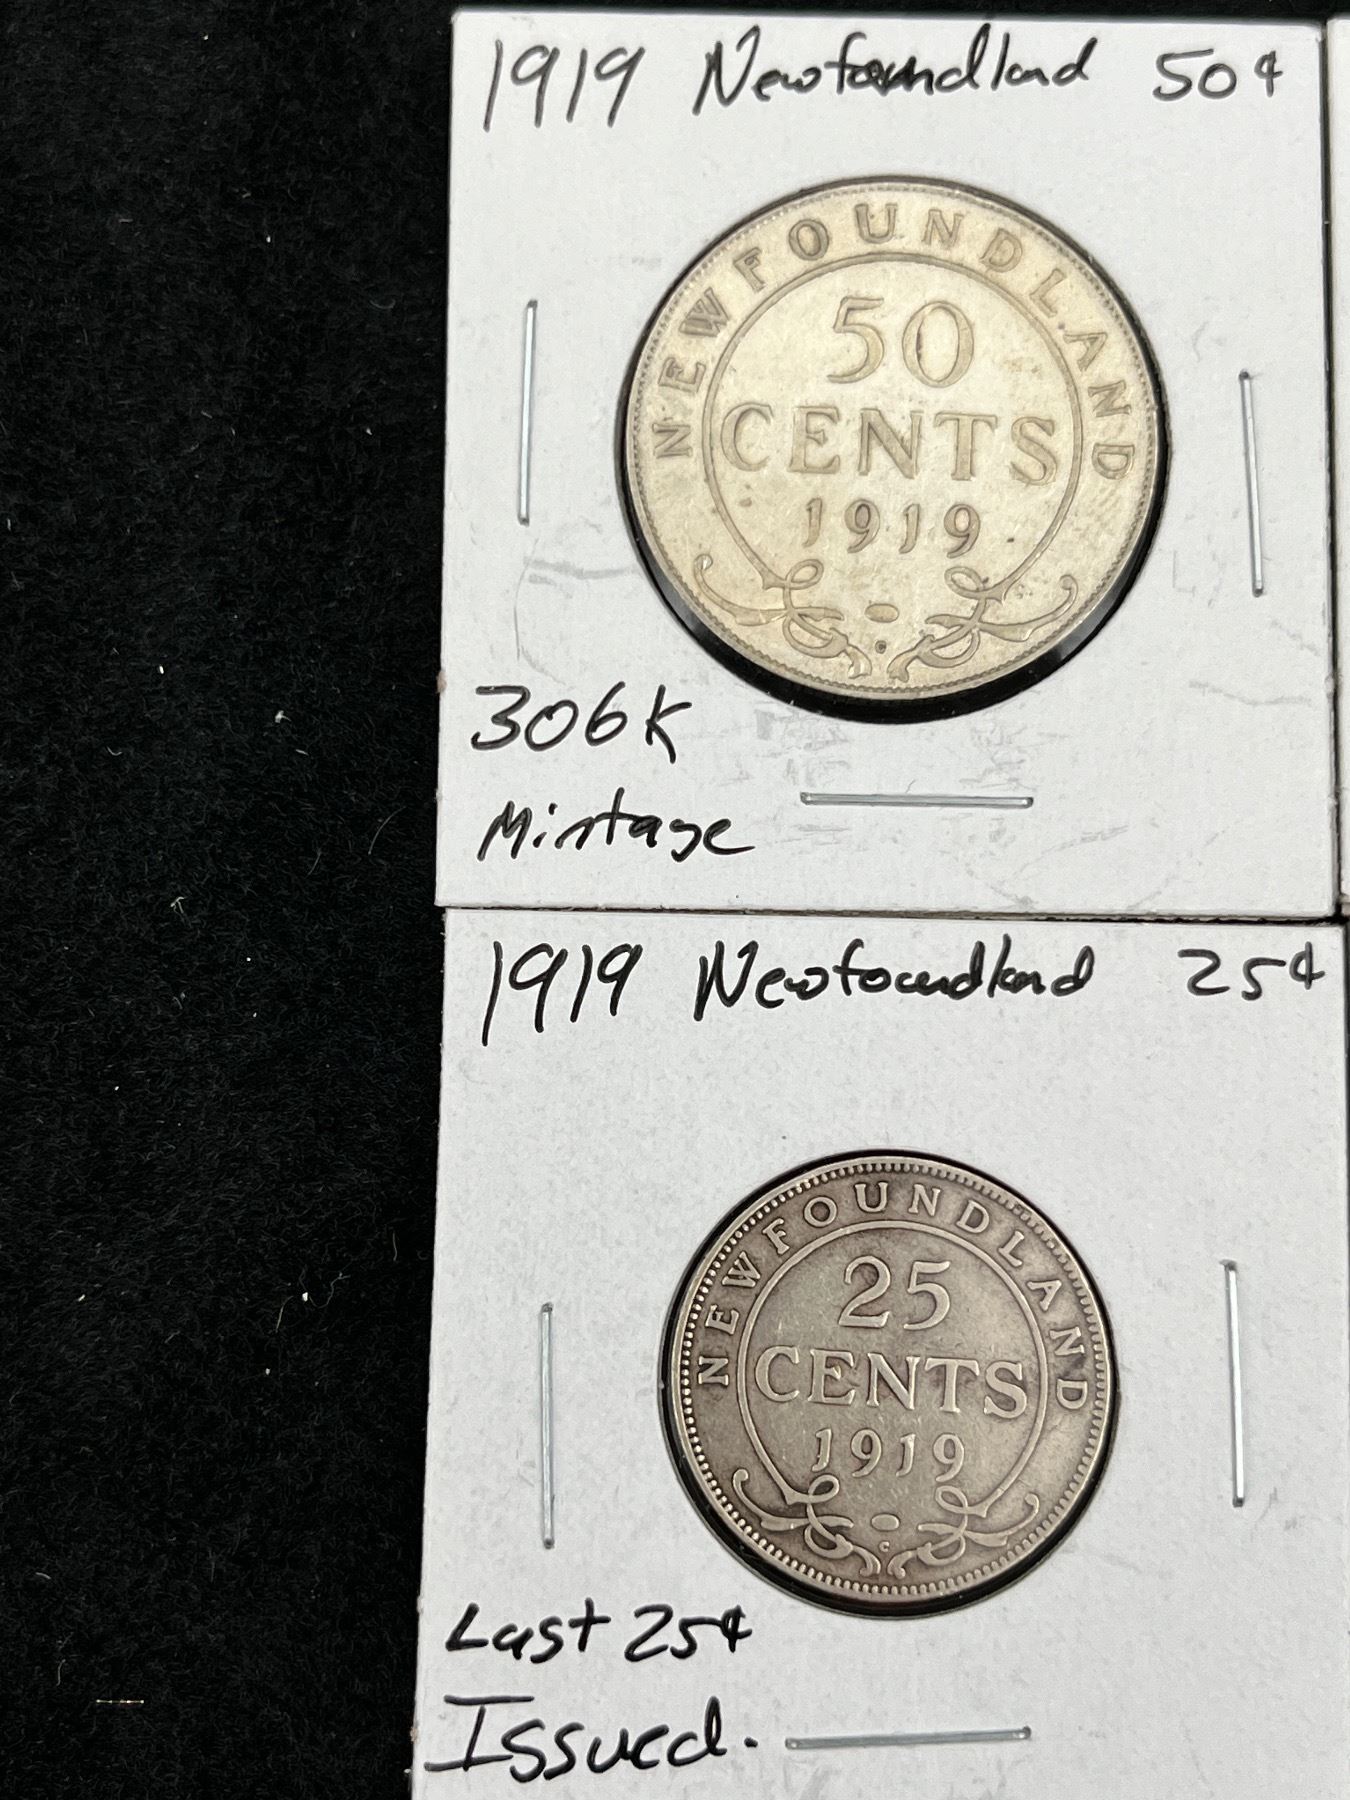 1919 Newfoundland 50¢
NEWFOUNDLAND
50
CENTS
1919
C
306K
Mintage
1919 Newfoundland 25¢
NEWFOUNDLAND
25
CENTS
1919
C
Last 25¢
Issued.